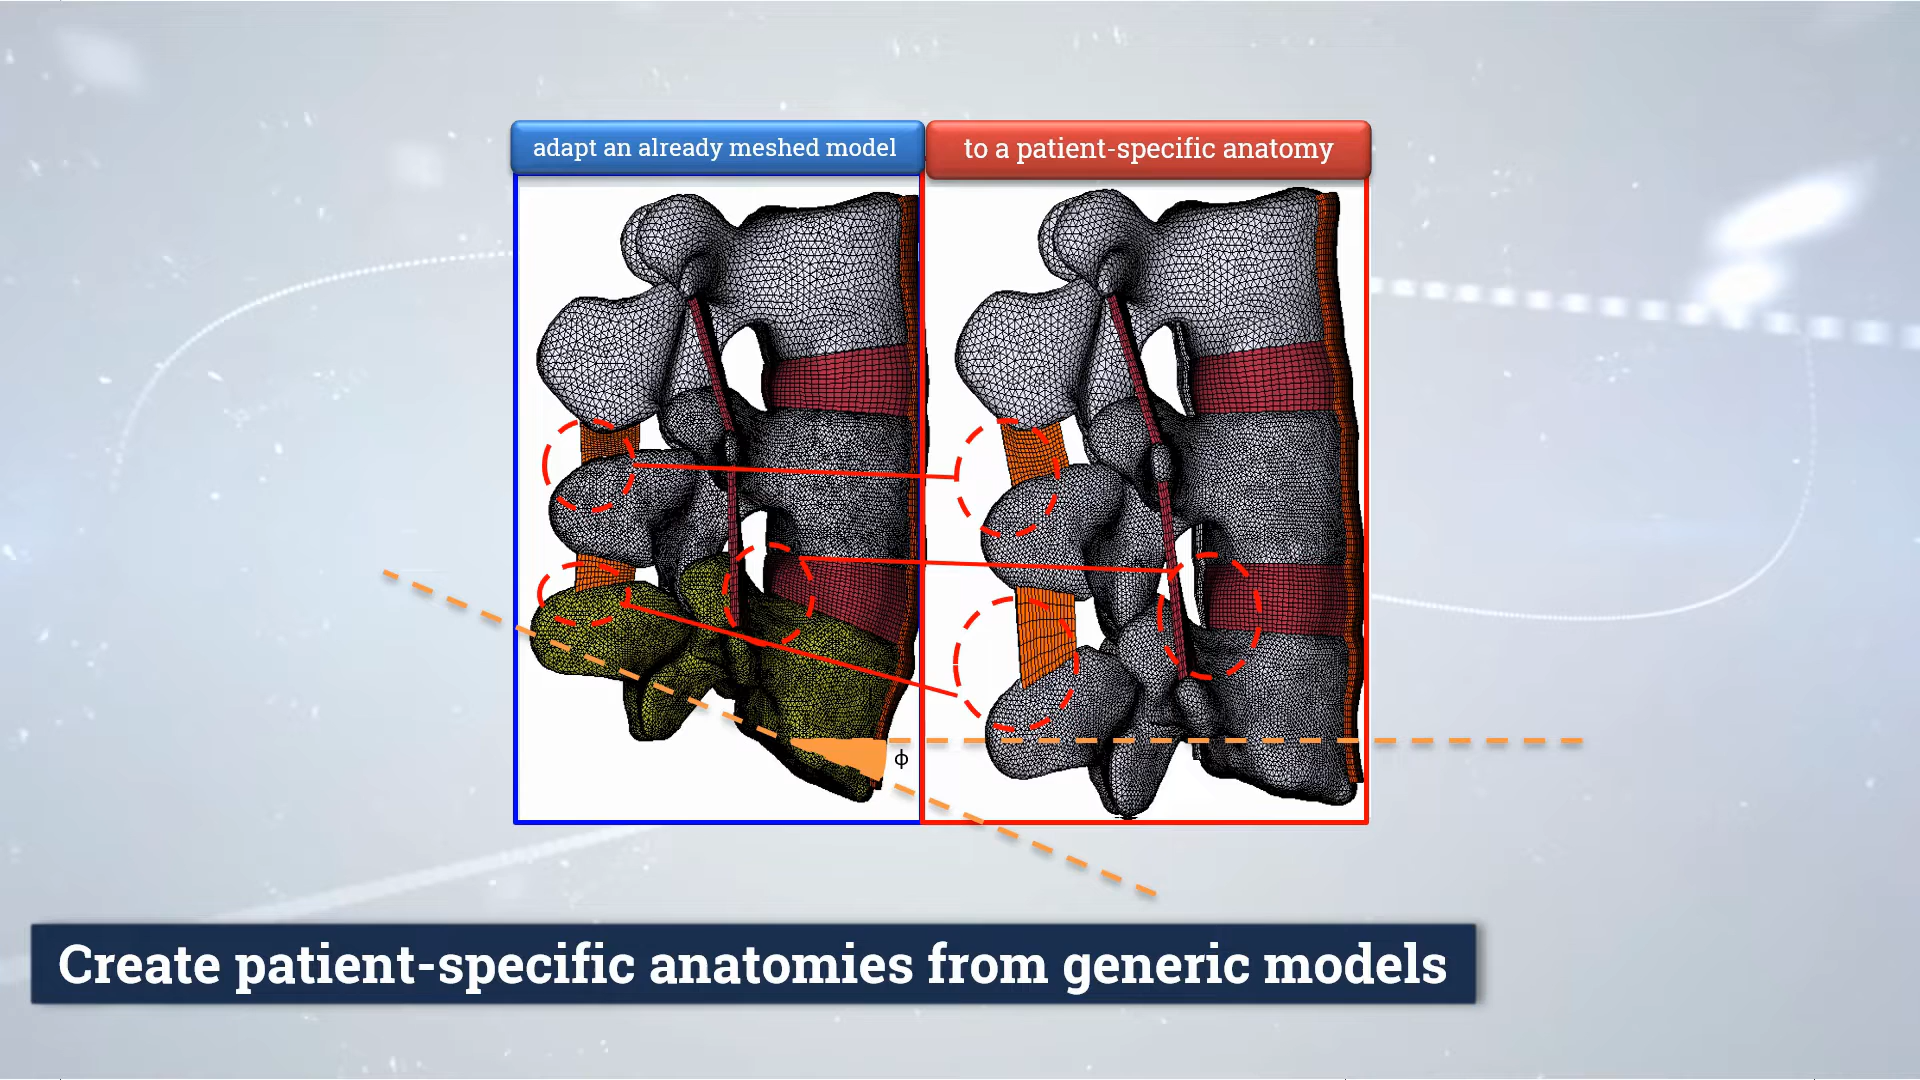 adapt an already meshed model
to a patient-specific anatomy
ϕ
Create patient-specific anatomies from generic models